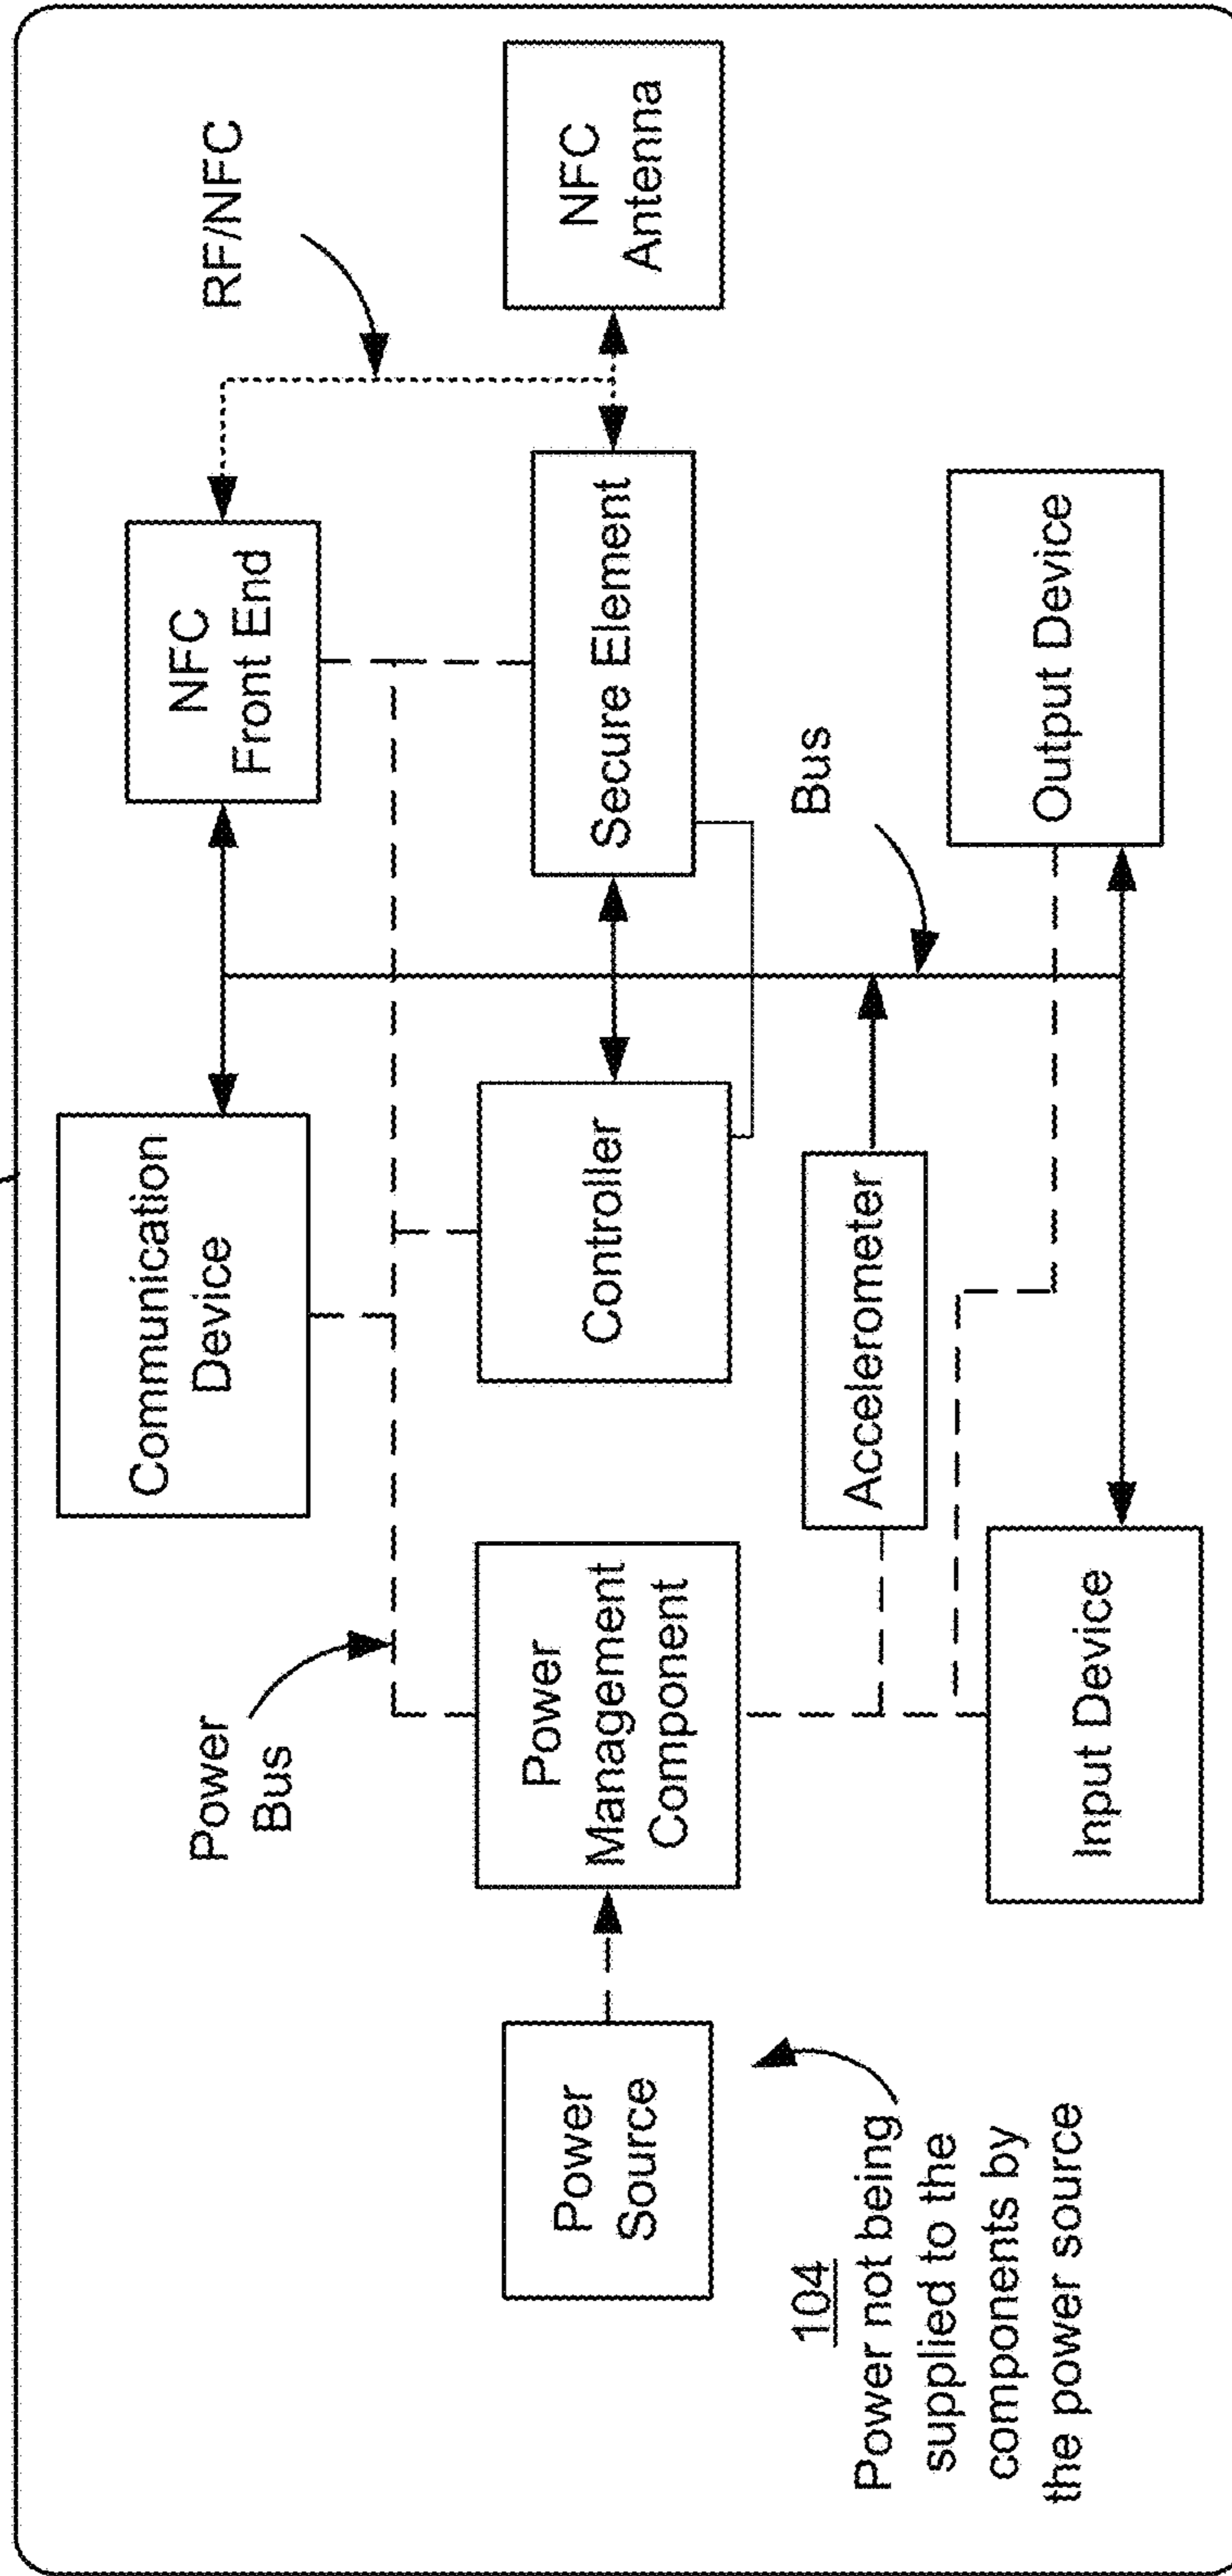 Communication
Device
NFC
Front End
RF/NFC
Power
Bus
Power
Source
Power
Management
Component
Controller
Secure Element
NFC
Antenna
104
Power not being
supplied to the
components by
the power source
Accelerometer
Bus
Input Device
Output Device